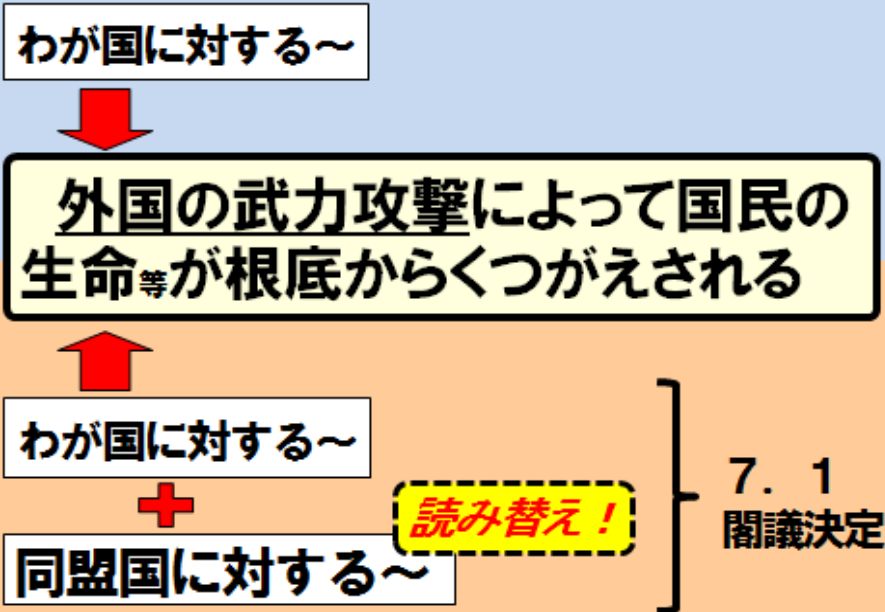 わが国に対する～
外国の武力攻撃によって国民の
生命等が根底からくつがえされる
わが国に対する～
読み替え！
同盟国に対する～
７．１
閣議決定